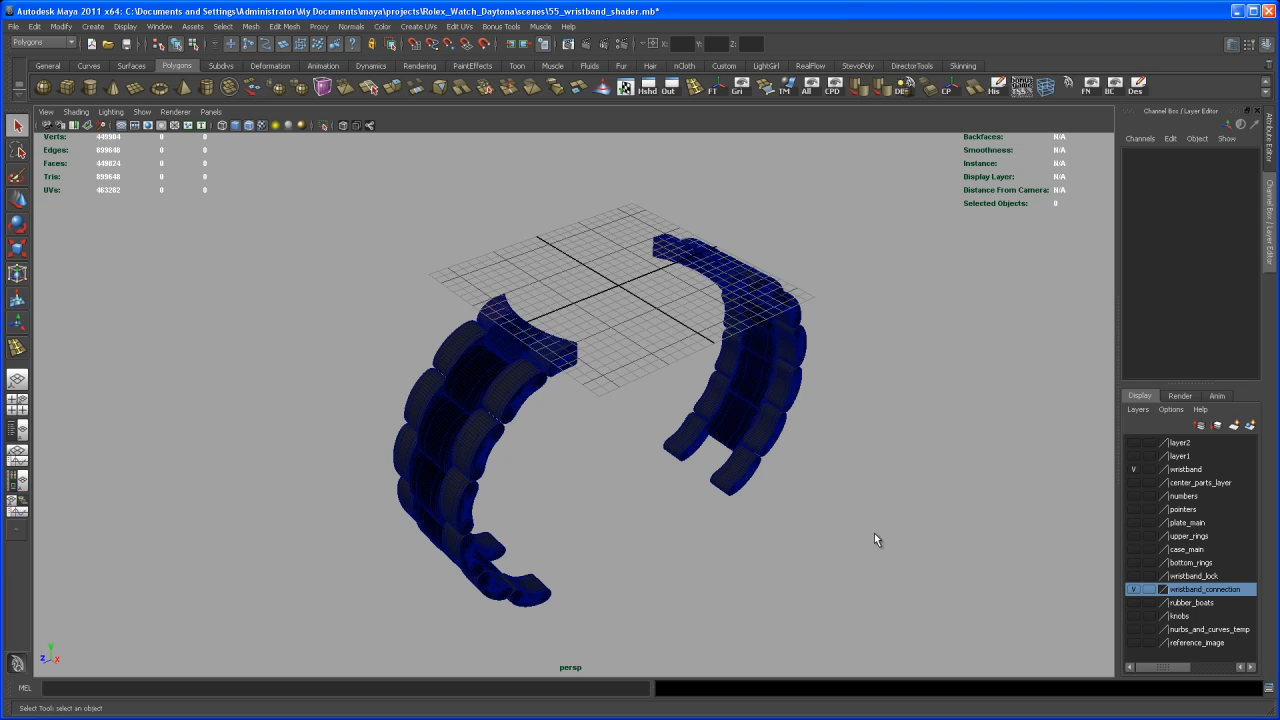 Autodesk Maya 2011 x64: C:\Documents and Settings\Administrator\My Documents\maya\projects\Rolex_Watch_Daytona\scenes\55_wristband_shader.mb*
File Edit Modify Create Display Window Assets Select Mesh Edit Mesh Proxy Normals Color Create UVs Edit UVs Bonus Tools Muscle Help
Polygons X: Y: Z:
General Curves Surfaces Polygons Subdivs Deformation Animation Dynamics Rendering PaintEffects Toon Muscle Fluids Fur Hair nCloth Custom LightGirl RealFlow StevoPoly DirectorTools Skinning
Hshd Out FT Gri TM All CPD DEl CP His FN BC Des
View Shading Lighting Show Renderer Panels
Channel Box / Layer Editor
Channels Edit Object Show
Verts: 449984 0 0
Edges: 899648 0 0
Faces: 449824 0 0
Tris: 899648 0 0
UVs: 463282 0 0
Backfaces: N/A
Smoothness: N/A
Instance: N/A
Display Layer: N/A
Distance From Camera: N/A
Selected Objects: 0
Attribute Editor
Channel Box / Layer Editor
Display Render Anim
Layers Options Help
layer2
layer1
V wristband
center_parts_layer
numbers
pointers
plate_main
upper_rings
case_main
bottom_rings
wristband_lock
V wristband_connection
rubber_boats
knobs
nurbs_and_curves_temp
reference_image
y
z x
persp
MEL
Select Tool: select an object